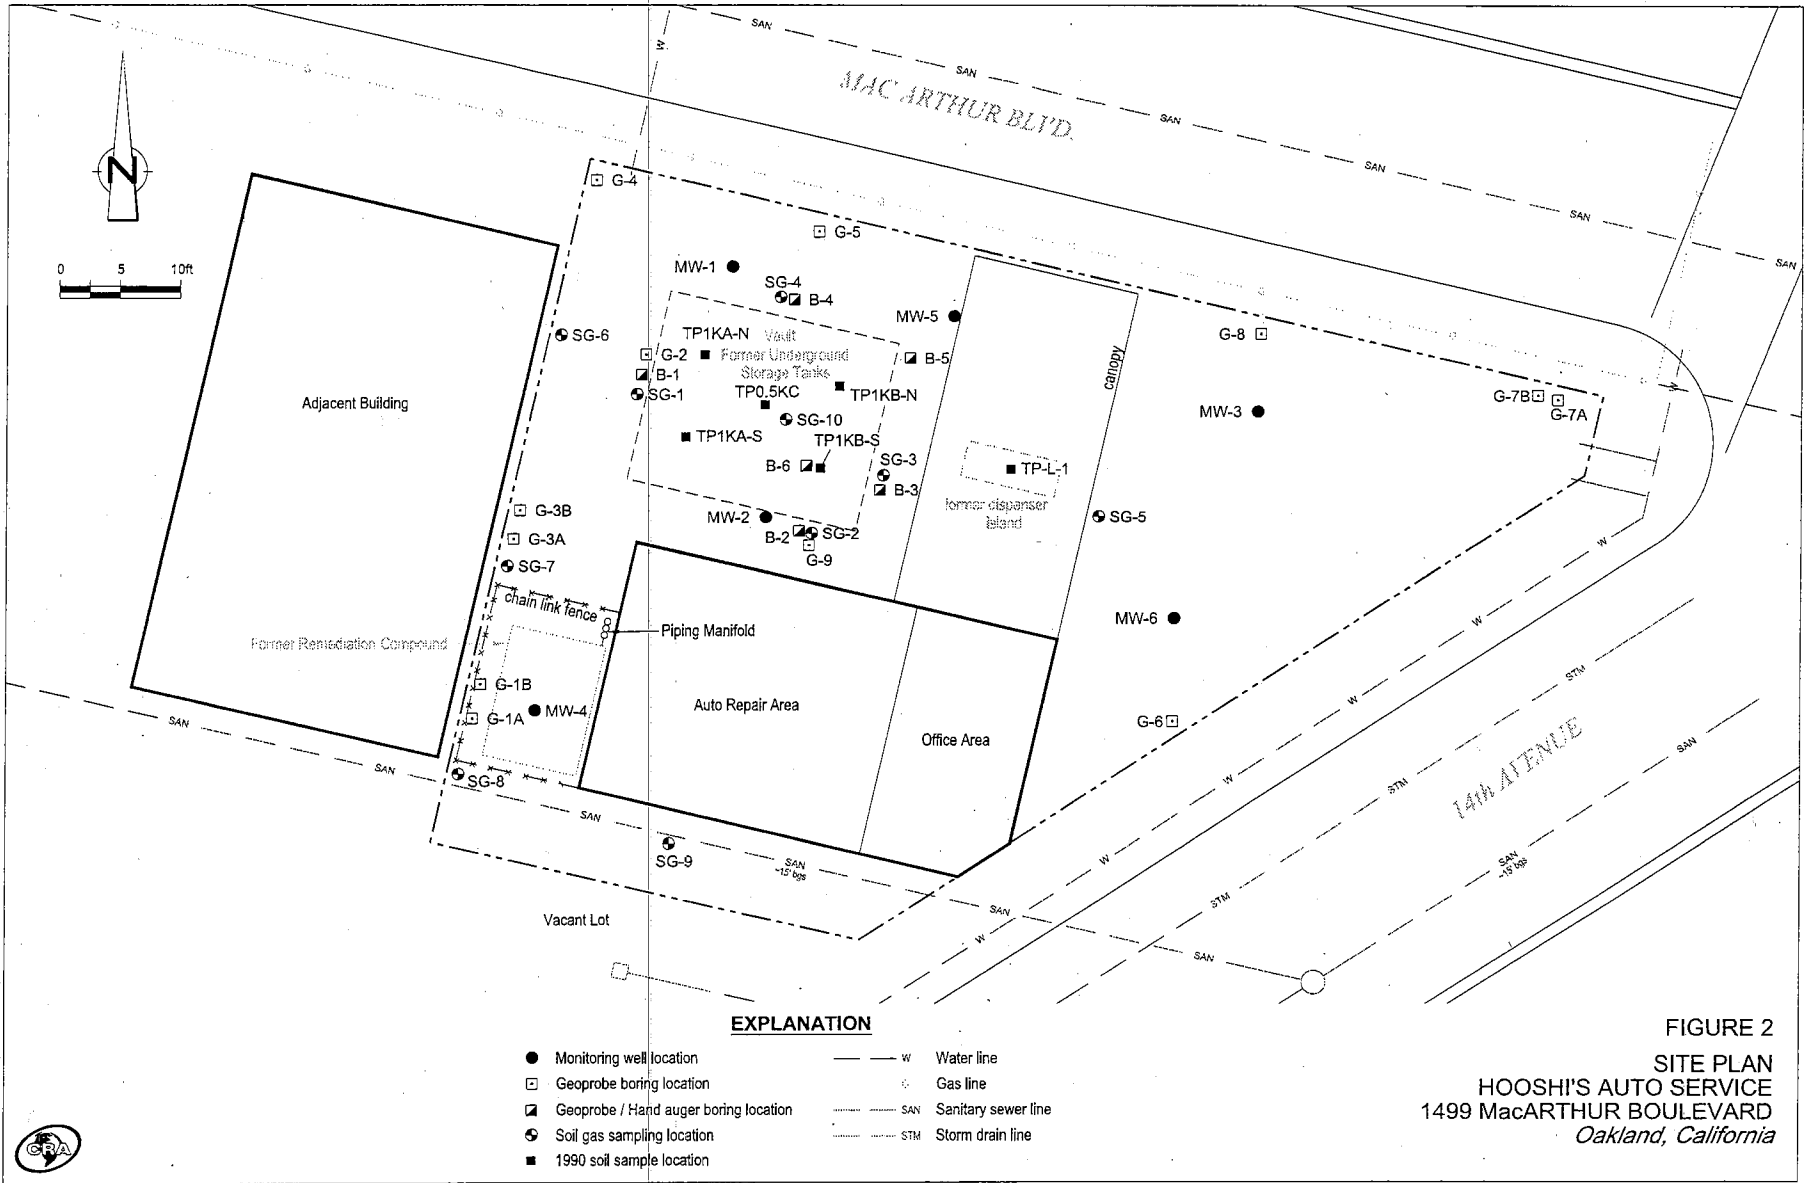 SAN
SAN
SAN
SAN
SAN
SAN
W
G
G
G
G
G
G
G
G
MAC ARTHUR BLVD.
N
0 5 10ft
G-4
G-5
MW-1
SG-4
B-4
MW-5
SG-6
TP1KA-N
Vault
Former Underground
Storage Tanks
G-2
B-1
SG-1
B-5
TP0.5KC
TP1KB-N
SG-10
TP1KA-S
TP1KB-S
B-6
SG-3
B-3
canopy
G-8
MW-3
G-7B
G-7A
W
TP-L-1
former dispenser
island
SG-5
Adjacent Building
G-3B
G-3A
SG-7
MW-2
B-2
SG-2
G-9
chain link fence
Piping Manifold
Former Remediation Compound
MW-6
G-1B
G-1A
MW-4
Auto Repair Area
Office Area
G-6
SG-8
SG-9
SAN
SAN
SAN
SAN
~15' bgs
SAN
SAN
W
W
W
W
W
W
STM
STM
STM
14th AVENUE
SAN
SAN
~15' bgs
Vacant Lot
EXPLANATION
Monitoring well location
Geoprobe boring location
Geoprobe / Hand auger boring location
Soil gas sampling location
1990 soil sample location
W Water line
G Gas line
SAN Sanitary sewer line
STM Storm drain line
FIGURE 2
SITE PLAN
HOOSHI'S AUTO SERVICE
1499 MacARTHUR BOULEVARD
Oakland, California
CRA